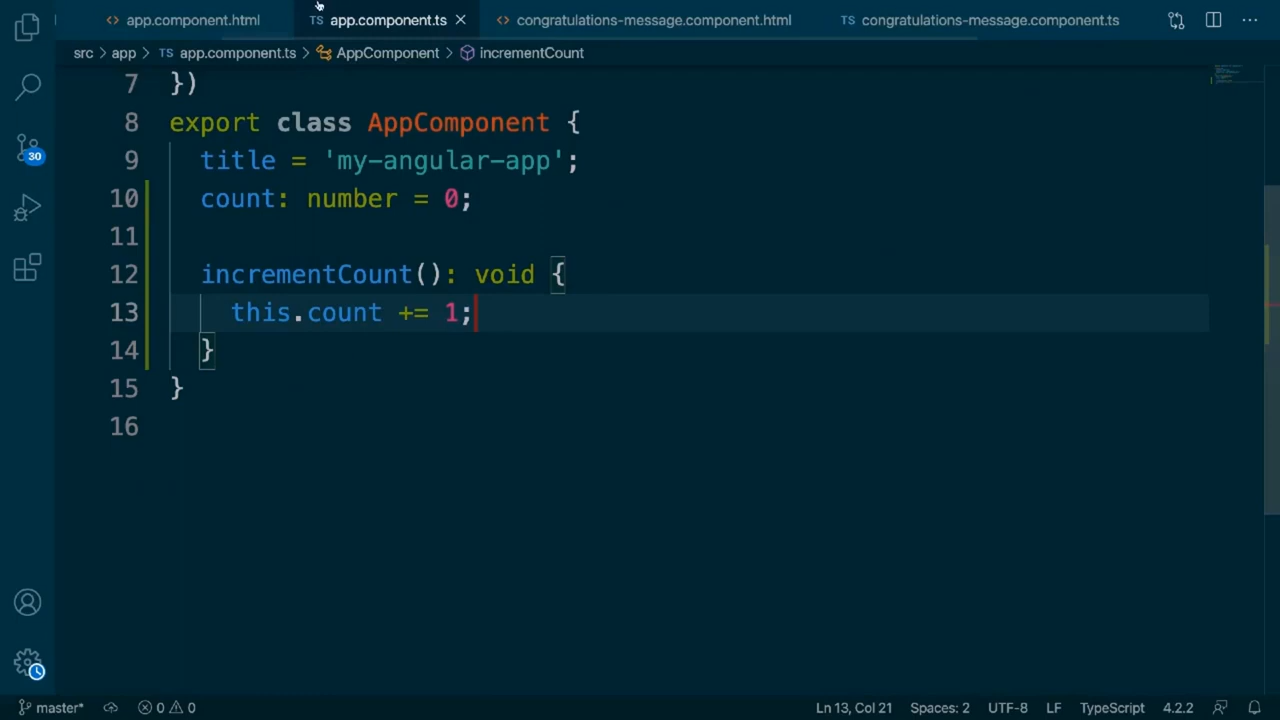 <> app.component.html TS app.component.ts × <> congratulations-message.component.html TS congratulations-message.component.ts ...
src > app > TS app.component.ts > AppComponent > incrementCount
7 })
8 export class AppComponent {
9 title = 'my-angular-app';
10 count: number = 0;
11
12 incrementCount(): void {
13 this.count += 1;
14 }
15 }
16
30
master* 0 0 Ln 13, Col 21 Spaces: 2 UTF-8 LF TypeScript 4.2.2